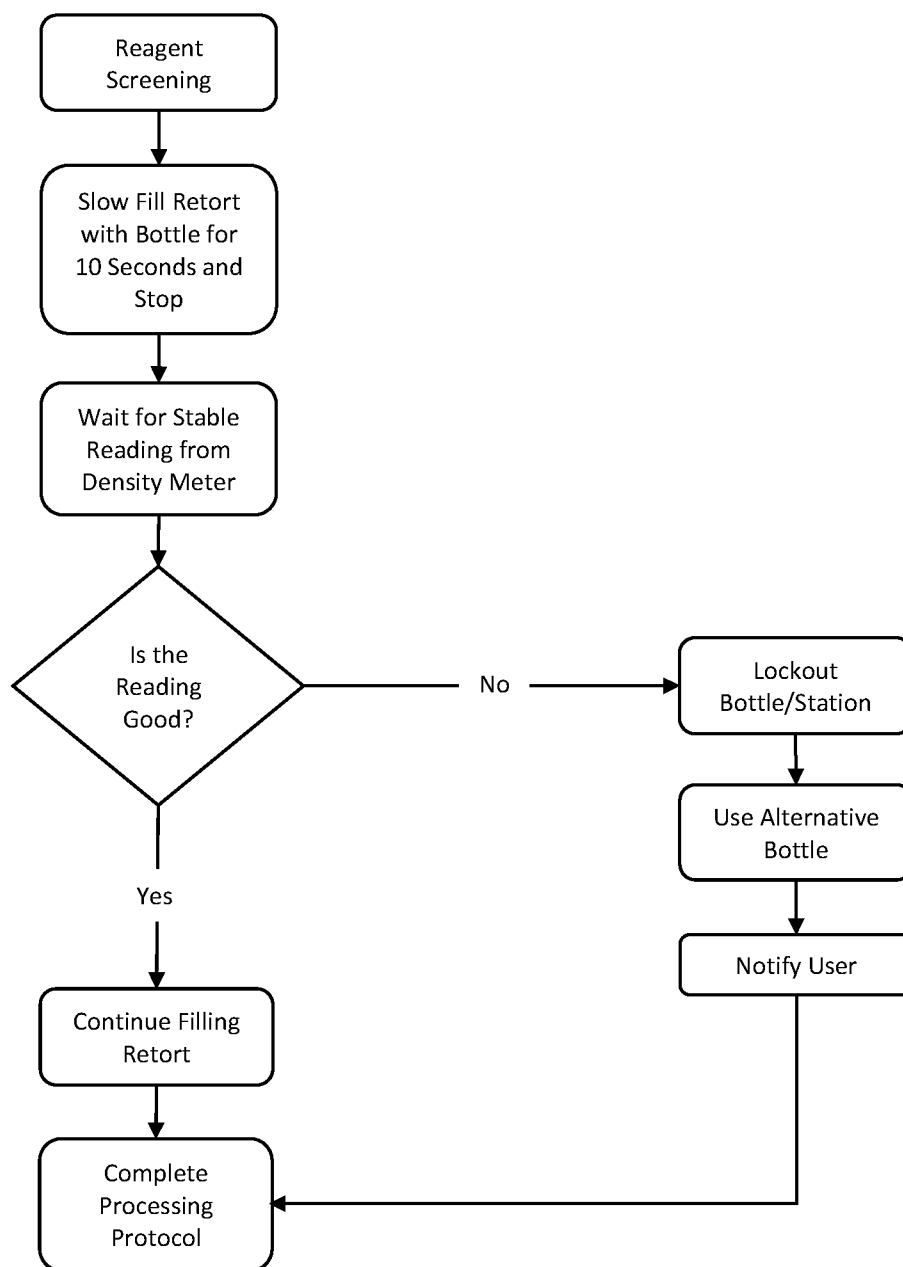 Reagent
Screening
Slow Fill Retort
with Bottle for
10 Seconds and
Stop
Wait for Stable
Reading from
Density Meter
Is the
Reading
Good?
No
Lockout
Bottle/Station
Use Alternative
Bottle
Notify User
Yes
Continue Filling
Retort
Complete
Processing
Protocol